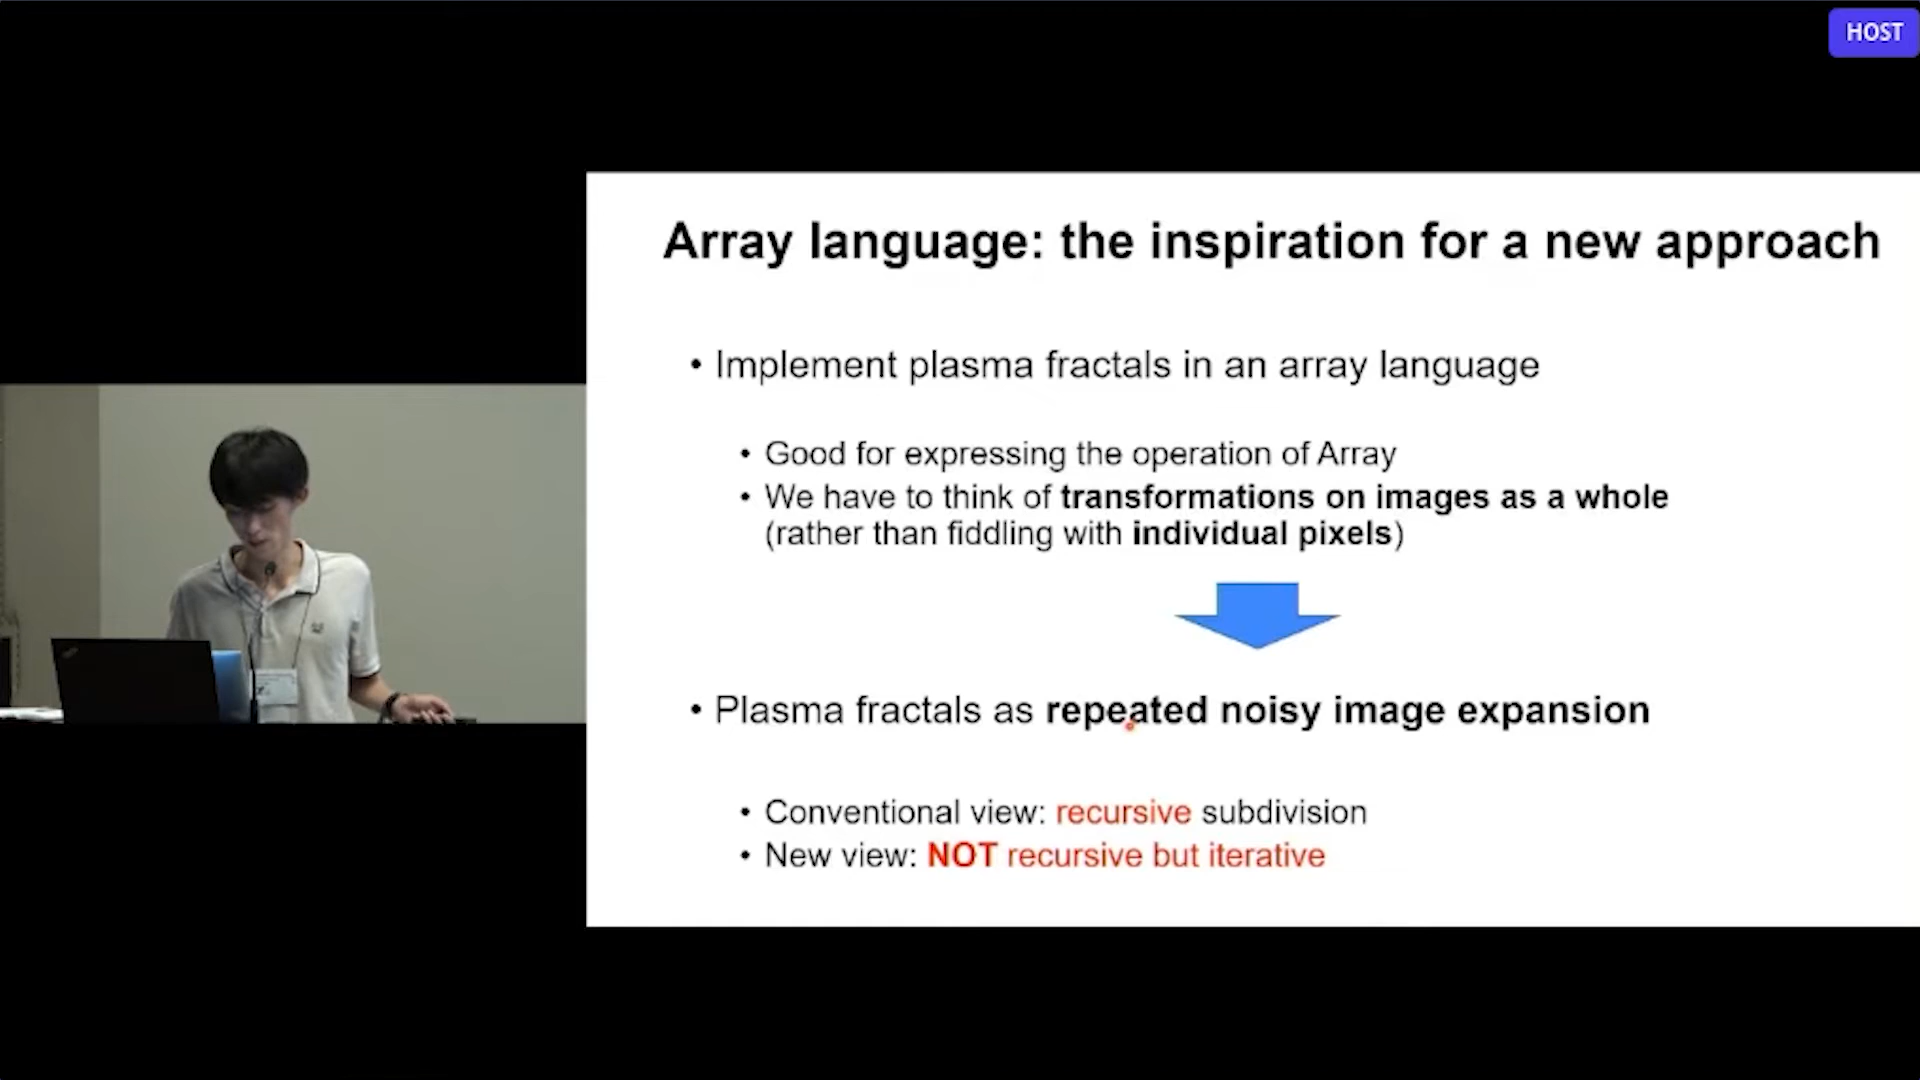 HOST
Array language: the inspiration for a new approach
• Implement plasma fractals in an array language
• Good for expressing the operation of Array
• We have to think of transformations on images as a whole
(rather than fiddling with individual pixels)
• Plasma fractals as repeated noisy image expansion
• Conventional view: recursive subdivision
• New view: NOT recursive but iterative